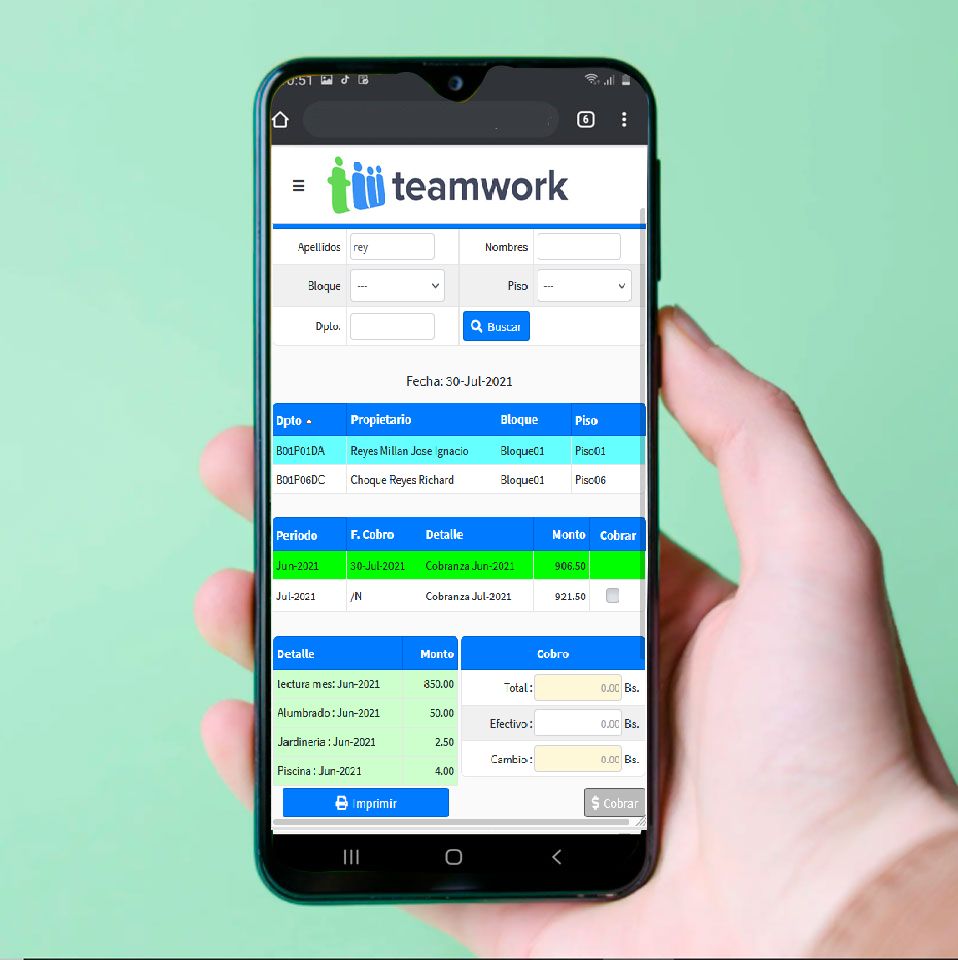 0:51
6
teamwork
Apellidos rey Nombres
Bloque --- Piso ---
Dpto. Buscar
Fecha: 30-Jul-2021
Dpto Propietario Bloque Piso
B01P01DA Reyes Millan Jose Ignacio Bloque01 Piso01
B01P06DC Choque Reyes Richard Bloque01 Piso06
Periodo F. Cobro Detalle Monto Cobrar
Jun-2021 30-Jul-2021 Cobranza Jun-2021 906.50
Jul-2021 /N Cobranza Jul-2021 921.50
Detalle Monto Cobro
lectura mes: Jun-2021 850.00 Total : 0.00 Bs.
Alumbrado : Jun-2021 50.00 Efectivo : 0.00 Bs.
Jardineria : Jun-2021 2.50
Cambio : 0.00 Bs.
Piscina : Jun-2021 4.00
Imprimir $ Cobrar